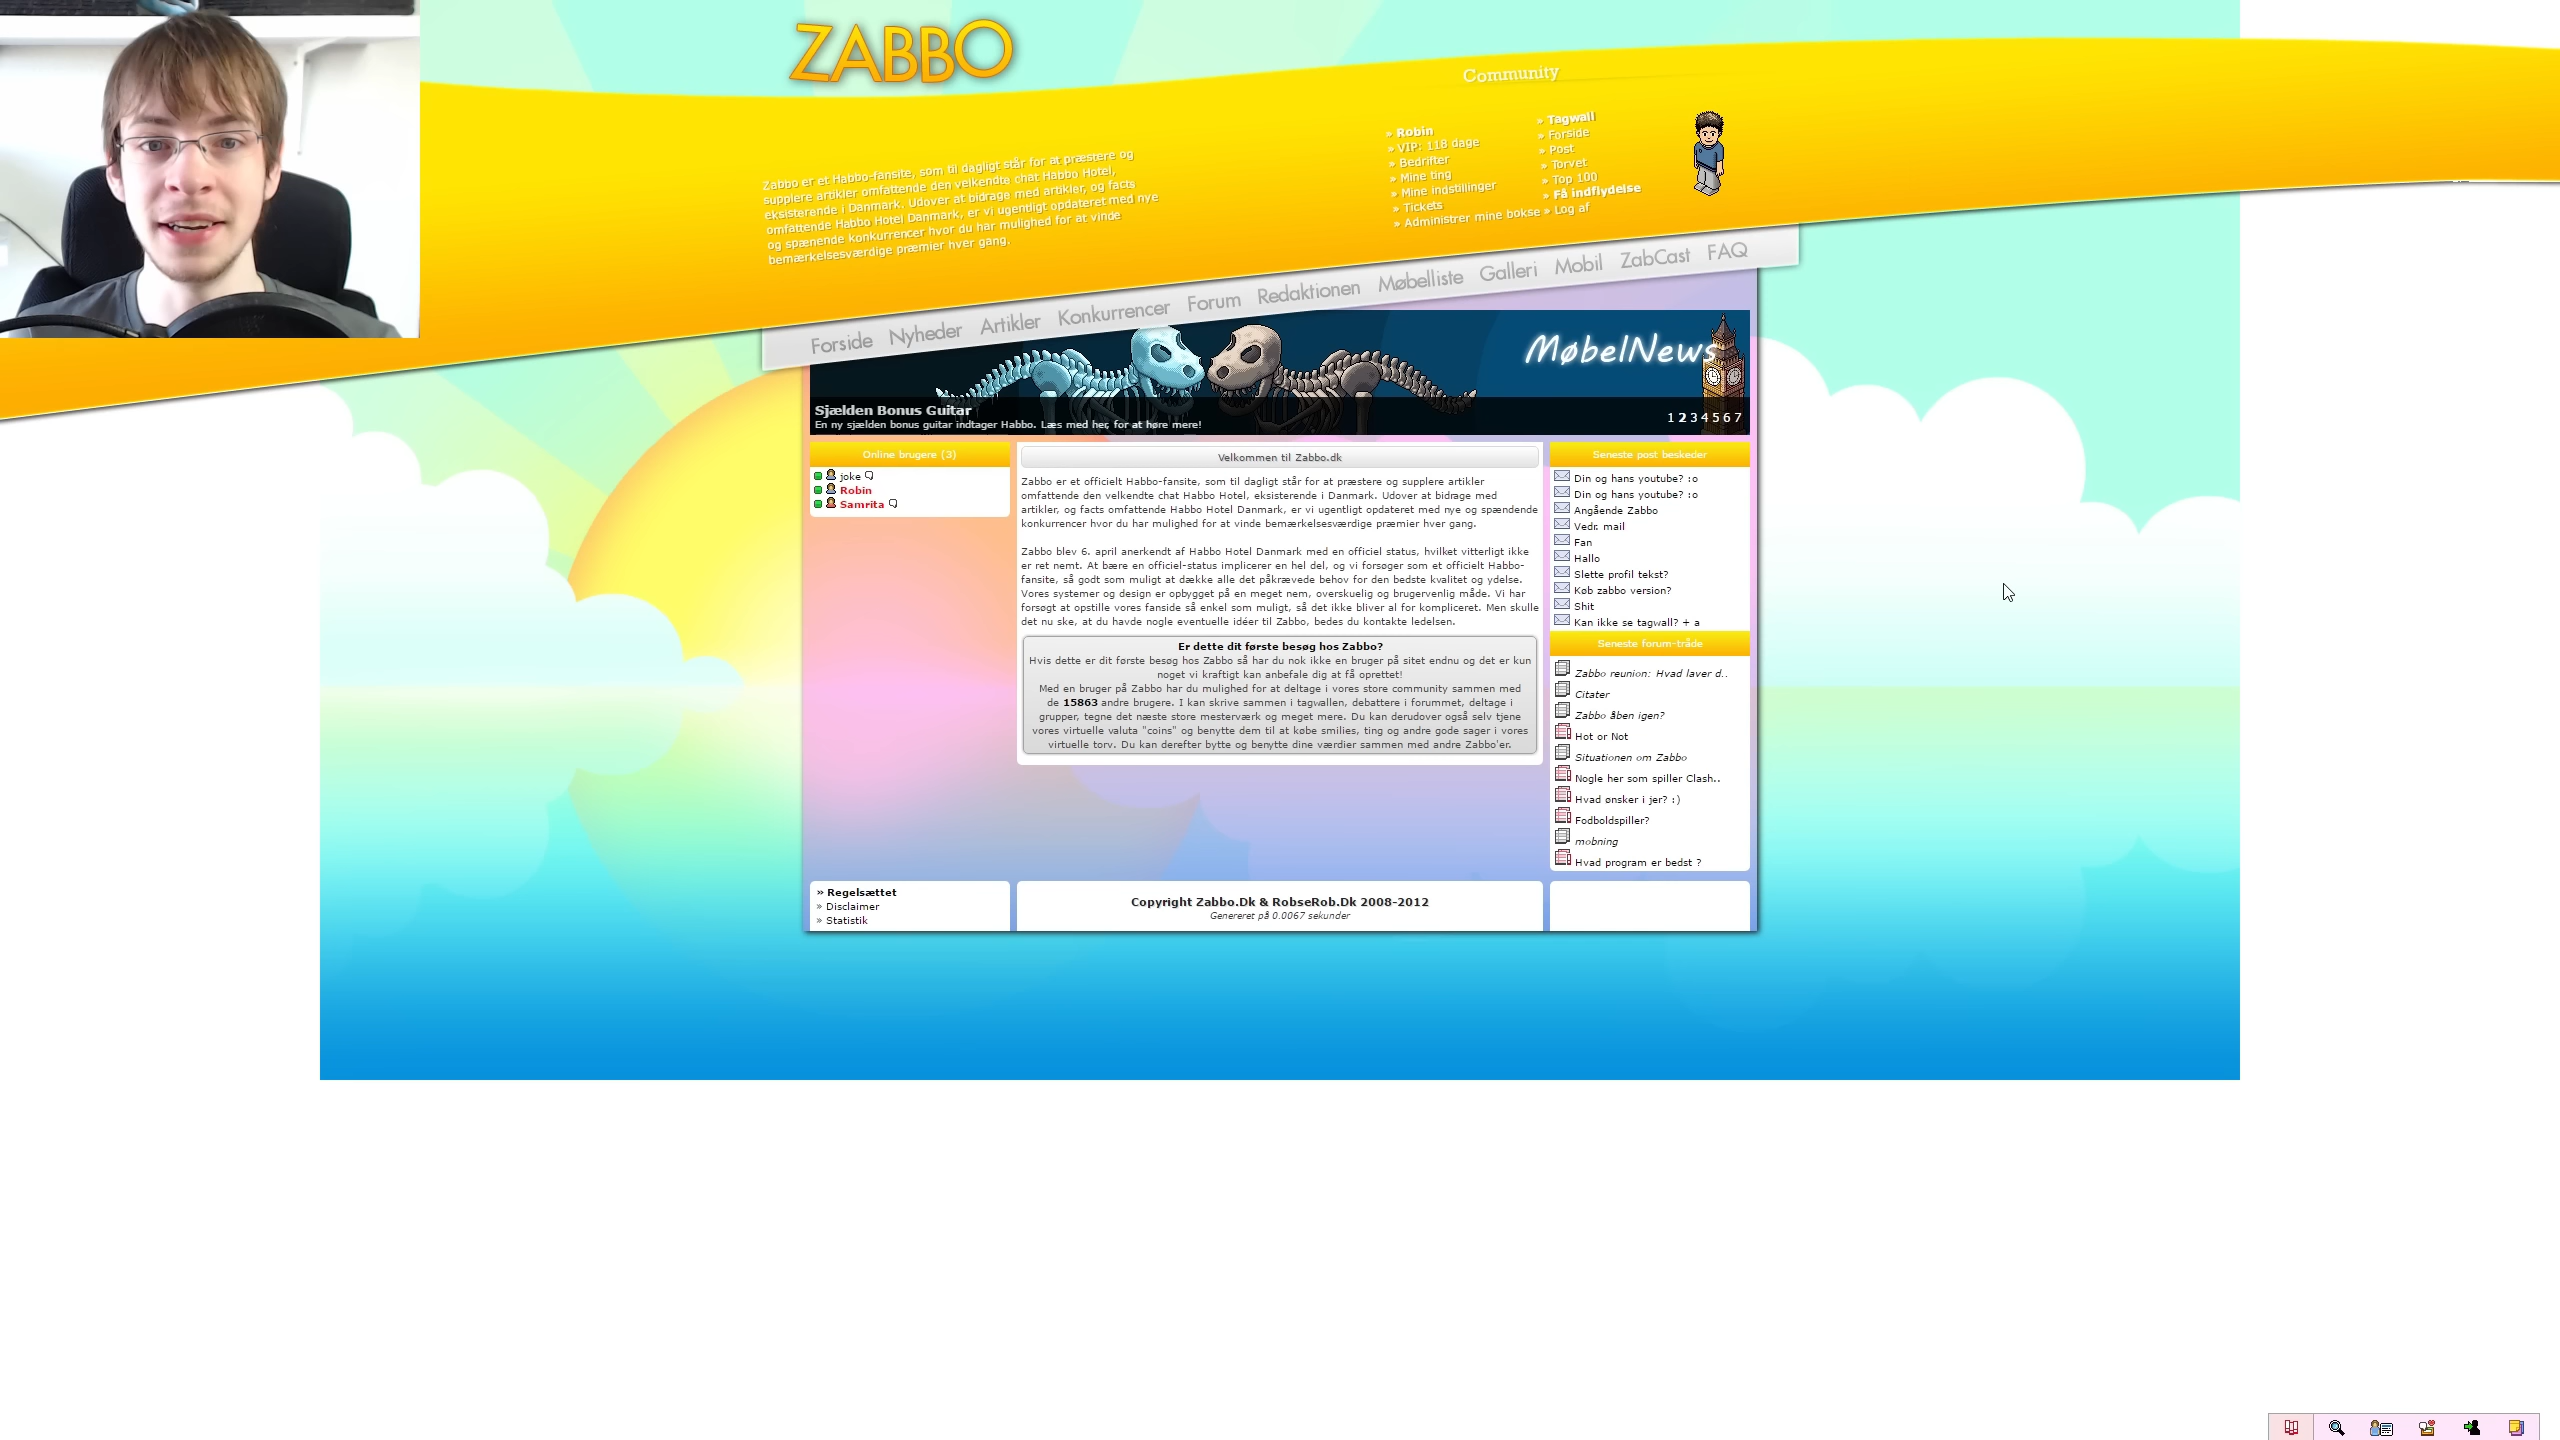 ZABBO
Community
Zabbo er et Habbo-fansite, som til dagligt står for at præstere og
supplere artikler omfattende den velkendte chat Habbo Hotel,
eksisterende i Danmark. Udover at bidrage med artikler, og facts
omfattende Habbo Hotel Danmark, er vi ugentligt opdateret med nye
og spænende konkurrencer hvor du har mulighed for at vinde
bemærkelsesværdige præmier hver gang.
» Robin
» VIP: 118 dage
» Bedrifter
» Mine ting
» Mine indstillinger
» Tickets
» Administrer mine bokse
» Tagwall
» Forside
» Post
» Torvet
» Top 100
» Få indflydelse
» Log af
Forside Nyheder Artikler Konkurrencer Forum Redaktionen Møbelliste Galleri Mobil ZabCast FAQ
MøbelNews
Sjælden Bonus Guitar
En ny sjælden bonus guitar indtager Habbo. Læs med her, for at høre mere!
1 2 3 4 5 6 7
Online brugere (3)
joke
Robin
Samrita
Velkommen til Zabbo.dk
Zabbo er et officielt Habbo-fansite, som til dagligt står for at præstere og supplere artikler
omfattende den velkendte chat Habbo Hotel, eksisterende i Danmark. Udover at bidrage med
artikler, og facts omfattende Habbo Hotel Danmark, er vi ugentligt opdateret med nye og spændende
konkurrencer hvor du har mulighed for at vinde bemærkelsesværdige præmier hver gang.
Zabbo blev 6. april anerkendt af Habbo Hotel Danmark med en officiel status, hvilket vitterligt ikke
er ret nemt. At bære en officiel-status implicerer en hel del, og vi forsøger som et officielt Habbo-
fansite, så godt som muligt at dække alle det påkrævede behov for den bedste kvalitet og ydelse.
Vores systemer og design er opbygget på en meget nem, overskuelig og brugervenlig måde. Vi har
forsøgt at opstille vores fanside så enkel som muligt, så det ikke bliver al for kompliceret. Men skulle
det nu ske, at du havde nogle eventuelle idéer til Zabbo, bedes du kontakte ledelsen.
Er dette dit første besøg hos Zabbo?
Hvis dette er dit første besøg hos Zabbo så har du nok ikke en bruger på sitet endnu og det er kun
noget vi kraftigt kan anbefale dig at få oprettet!
Med en bruger på Zabbo har du mulighed for at deltage i vores store community sammen med
de 15863 andre brugere. I kan skrive sammen i tagwallen, debattere i forummet, deltage i
grupper, tegne det næste store mesterværk og meget mere. Du kan derudover også selv tjene
vores virtuelle valuta "coins" og benytte dem til at købe smilies, ting og andre gode sager i vores
virtuelle torv. Du kan derefter bytte og benytte dine værdier sammen med andre Zabbo'er.
Seneste post beskeder
Din og hans youtube? :o
Din og hans youtube? :o
Angående Zabbo
Vedr. mail
Fan
Hallo
Slette profil tekst?
Køb zabbo version?
Shit
Kan ikke se tagwall? + a
Seneste forum-tråde
Zabbo reunion: Hvad laver d..
Citater
Zabbo åben igen?
Hot or Not
Situationen om Zabbo
Nogle her som spiller Clash..
Hvad ønsker i jer? :)
Fodboldspiller?
mobning
Hvad program er bedst ?
» Regelsættet
» Disclaimer
» Statistik
Copyright Zabbo.Dk & RobseRob.Dk 2008-2012
Genereret på 0.0067 sekunder